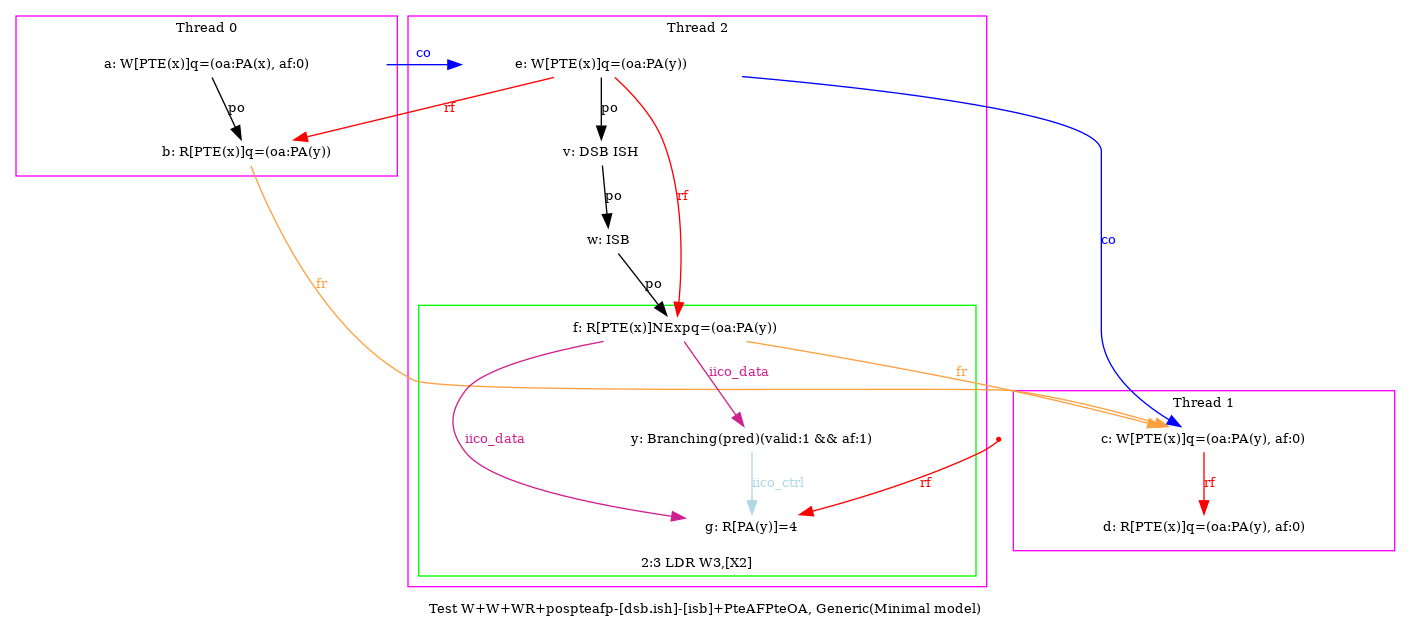 Thread 0
a: W[PTE(x)]q=(oa:PA(x), af:0)
po
b: R[PTE(x)]q=(oa:PA(y))
co
rf
fr
Thread 2
e: W[PTE(x)]q=(oa:PA(y))
po
v: DSB ISH
rf
po
w: ISB
po
co
f: R[PTE(x)]NExpq=(oa:PA(y))
iico_data
fr
iico_data
y: Branching(pred)(valid:1 && af:1)
iico_ctrl
rf
g: R[PA(y)]=4
2:3 LDR W3,[X2]
Thread 1
c: W[PTE(x)]q=(oa:PA(y), af:0)
rf
d: R[PTE(x)]q=(oa:PA(y), af:0)
Test W+W+WR+pospteafp-[dsb.ish]-[isb]+PteAFPteOA, Generic(Minimal model)